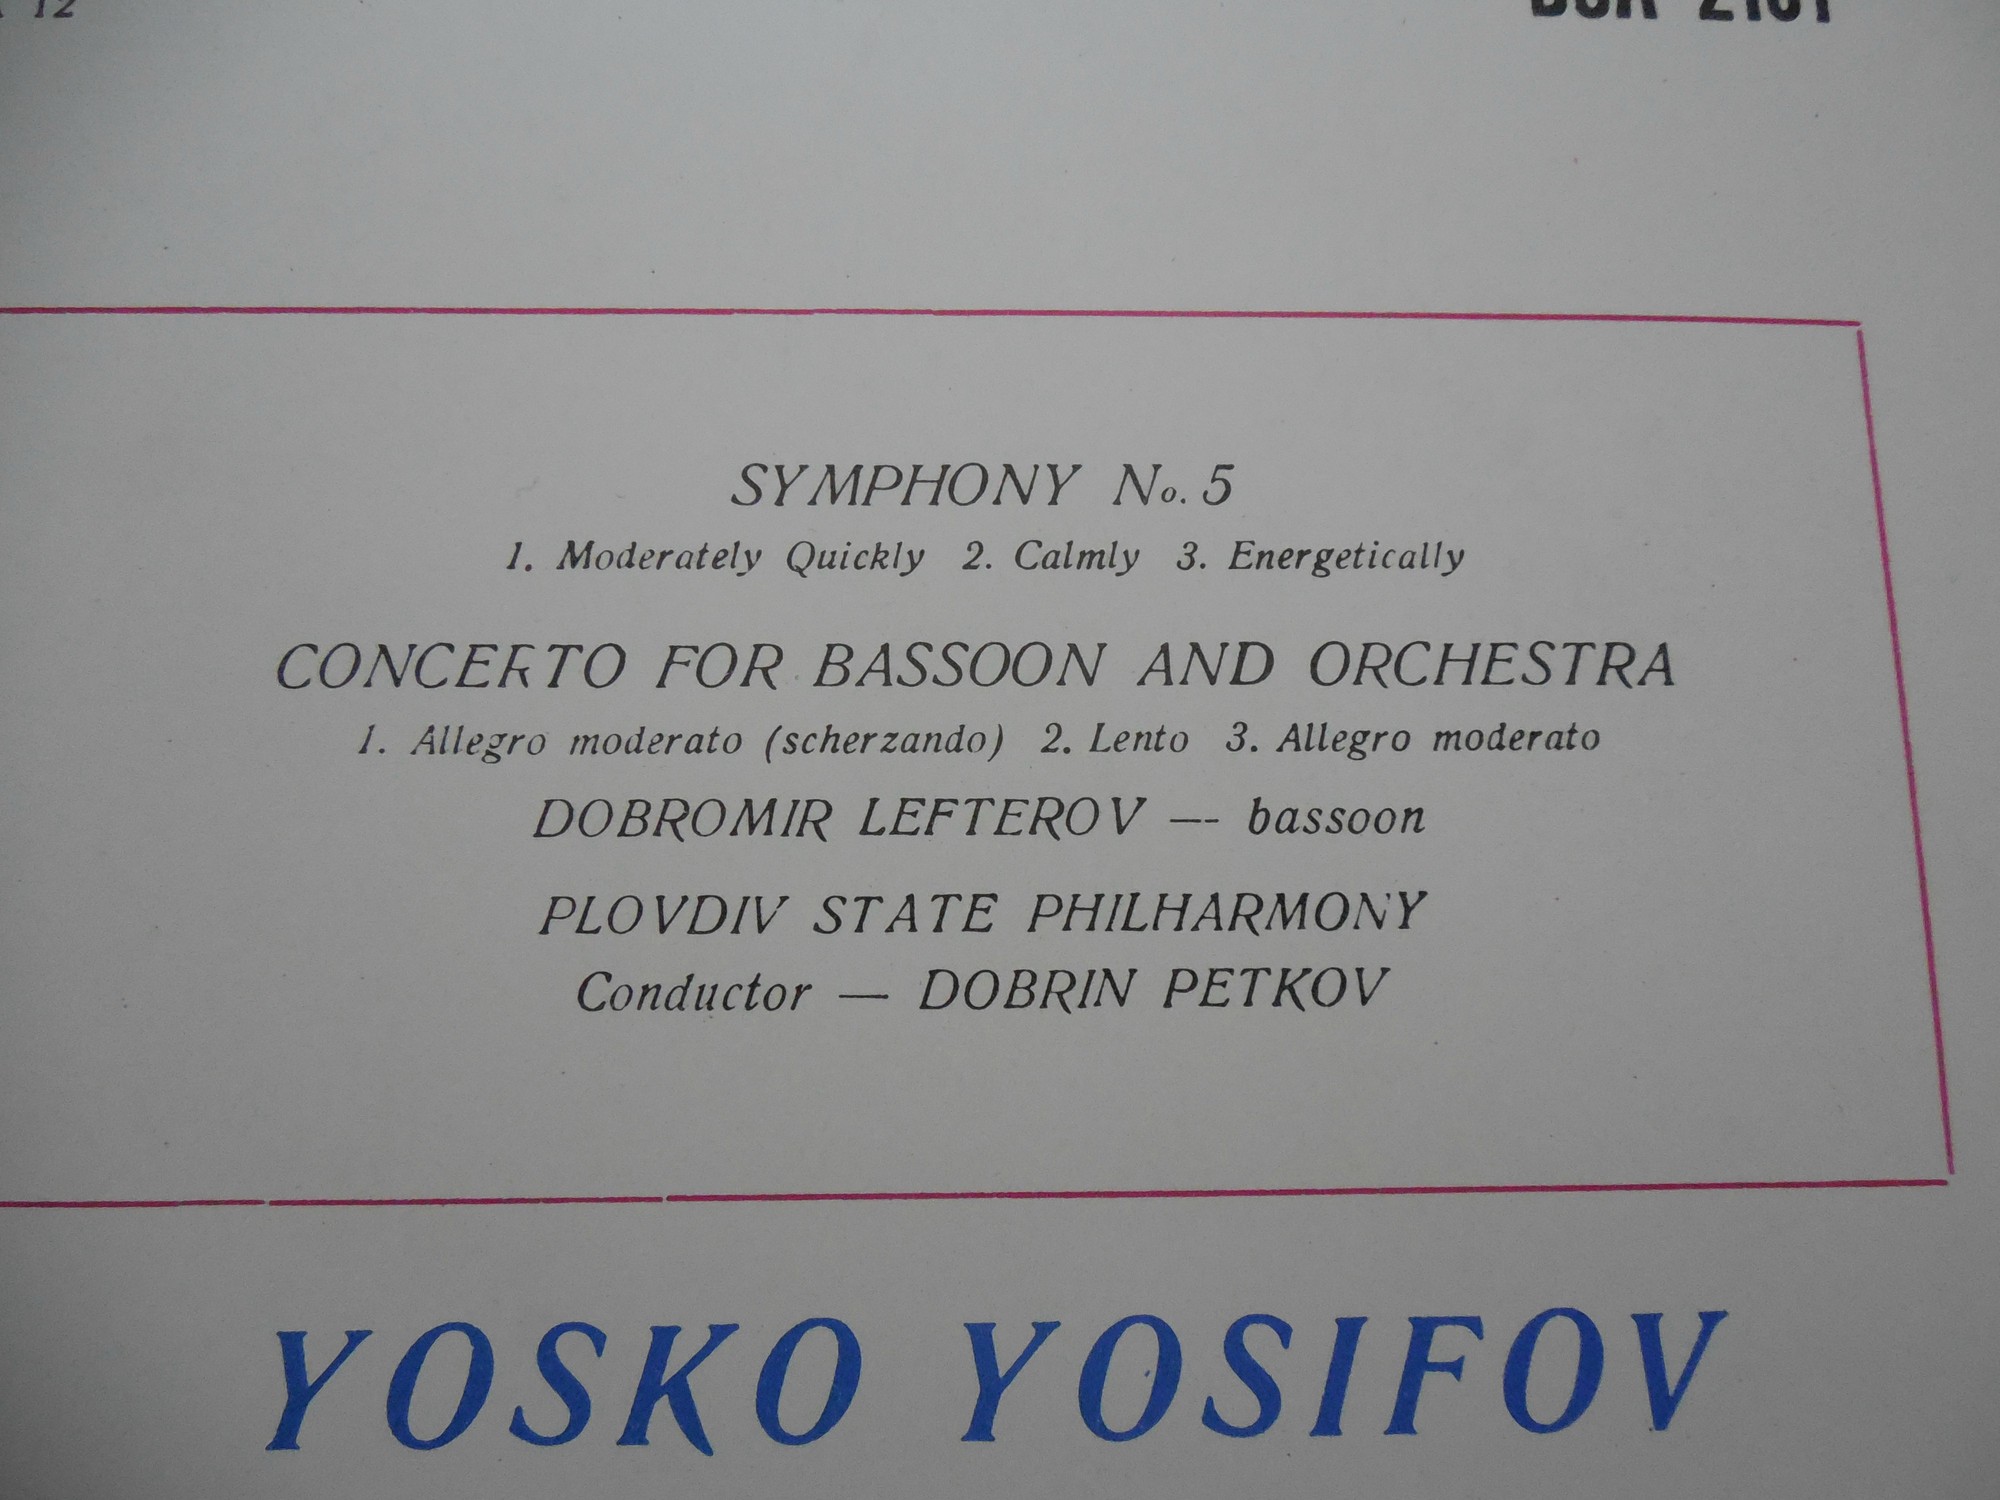 12
SYMPHONY No. 5
1. Moderately Quickly 2. Calmly 3. Energetically
CONCERTO FOR BASSOON AND ORCHESTRA
1. Allegro moderato (scherzando) 2. Lento 3. Allegro moderato
DOBROMIR LEFTEROV — bassoon
PLOVDIV STATE PHILHARMONY
Conductor — DOBRIN PETKOV
YOSKO YOSIFOV